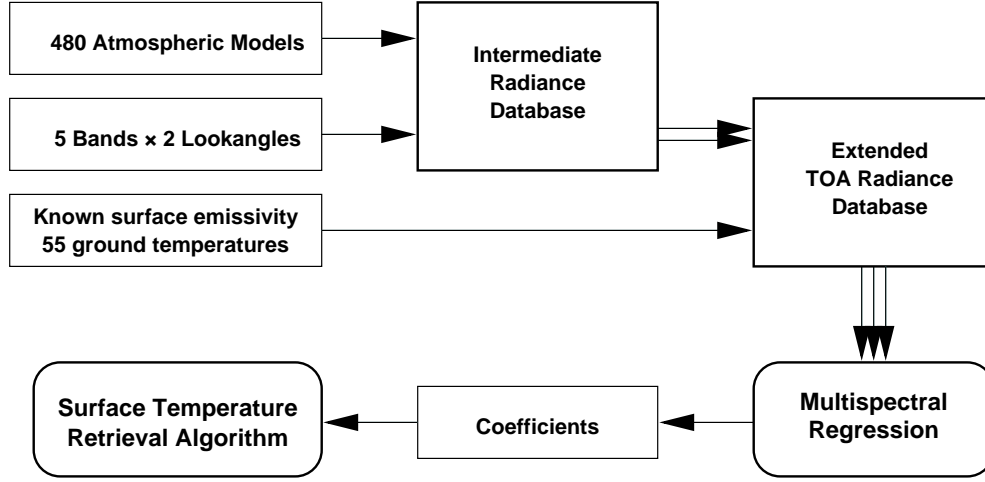 480 Atmospheric Models
Intermediate
Radiance
Database
5 Bands × 2 Lookangles
Extended
TOA Radiance
Database
Known surface emissivity
55 ground temperatures
Surface Temperature
Retrieval Algorithm
Coefficients
Multispectral
Regression